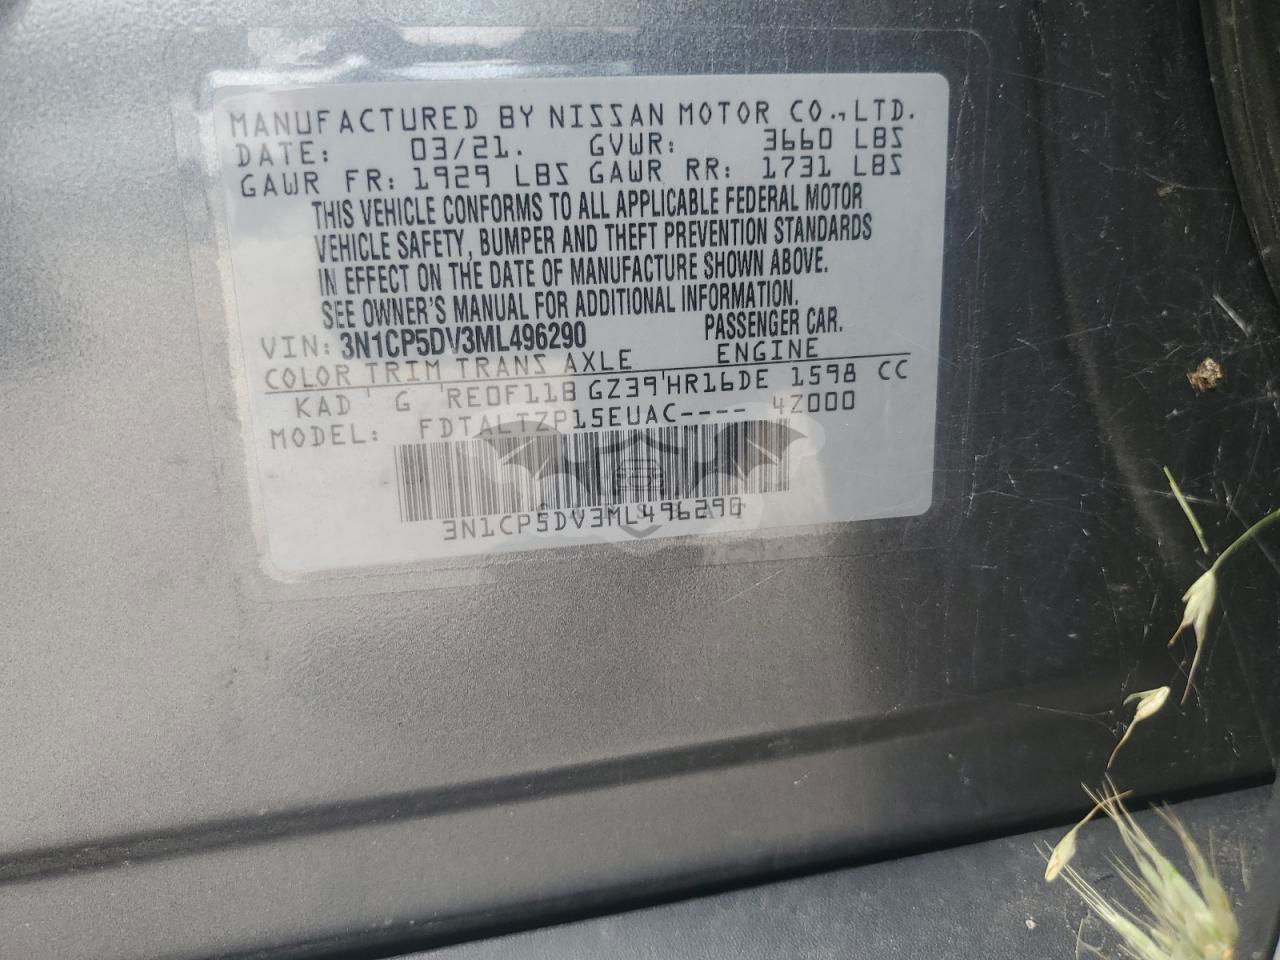 MANUFACTURED BY NISSAN MOTOR CO., LTD.
DATE: 03/21. GVWR: 3660 LBS
GAWR FR: 1929 LBS GAWR RR: 1731 LBS
THIS VEHICLE CONFORMS TO ALL APPLICABLE FEDERAL MOTOR
VEHICLE SAFETY, BUMPER AND THEFT PREVENTION STANDARDS
IN EFFECT ON THE DATE OF MANUFACTURE SHOWN ABOVE.
SEE OWNER'S MANUAL FOR ADDITIONAL INFORMATION.
VIN: 3N1CP5DV3ML496290 PASSENGER CAR.
COLOR TRIM TRANS AXLE ENGINE
KAD G RE0F11B GZ39 HR16DE 1598 CC
MODEL: FDTALTZP15EUAC---- 4Z000
3N1CP5DV3ML496290